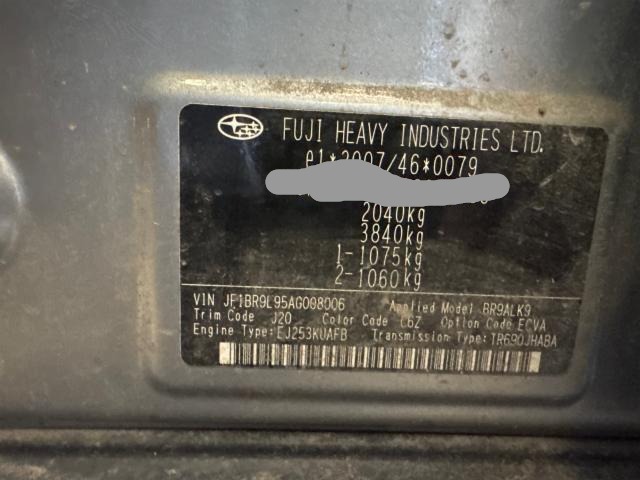 FUJI HEAVY INDUSTRIES LTD.
e1*2007/46*0079
2040kg
3840kg
1-1075kg
2-1060kg
VIN JF1BR9L95AG008006 Applied Model BR9ALK9
Trim Code J20 Color Code C6Z Option Code ECVA
Engine Type:EJ253KUAFB Transmission Type:TR690JHABA